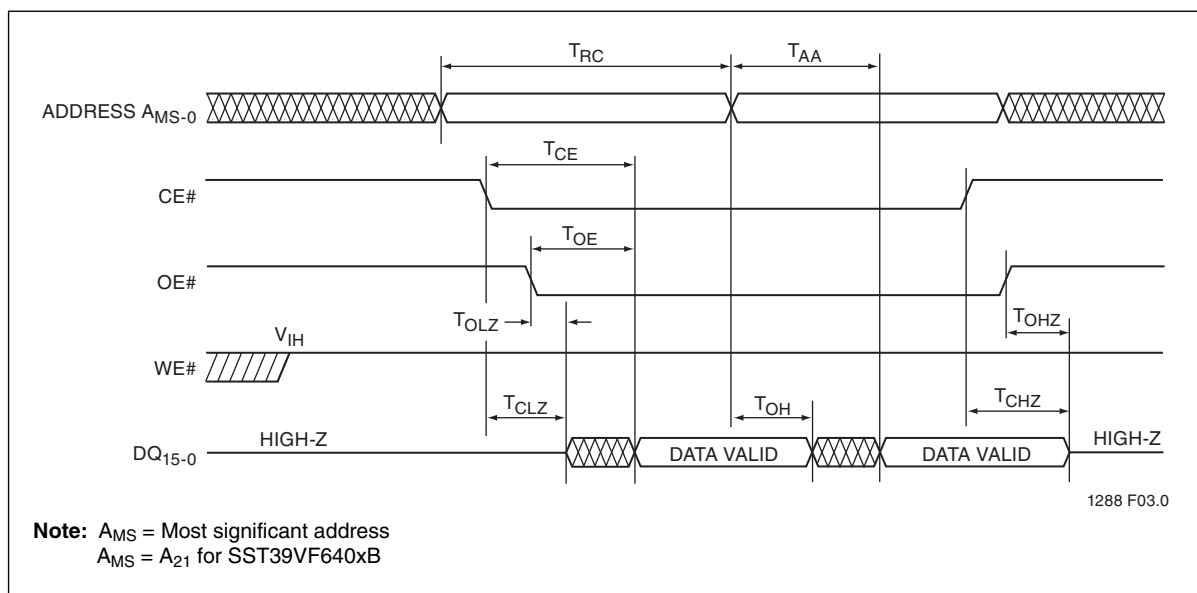 TRC
TAA
ADDRESS AMS-0
TCE
CE#
TOE
OE#
TOLZ
TOHZ
VIH
WE#
TCLZ
TOH
TCHZ
HIGH-Z
HIGH-Z
DQ15-0
DATA VALID
DATA VALID
1288 F03.0
Note: AMS = Most significant address
AMS = A21 for SST39VF640xB